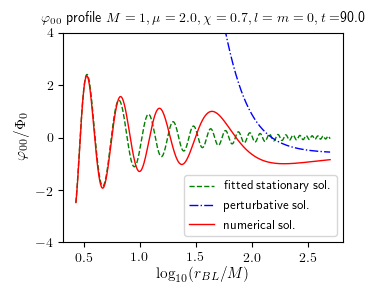 φ₀₀ profile M = 1, μ = 2.0, χ = 0.7, l = m = 0, t =90.0
4
2
0
−2
−4
φ₀₀/Φ₀
fitted stationary sol.
perturbative sol.
numerical sol.
0.5 1.0 1.5 2.0 2.5
log₁₀(r_BL/M)